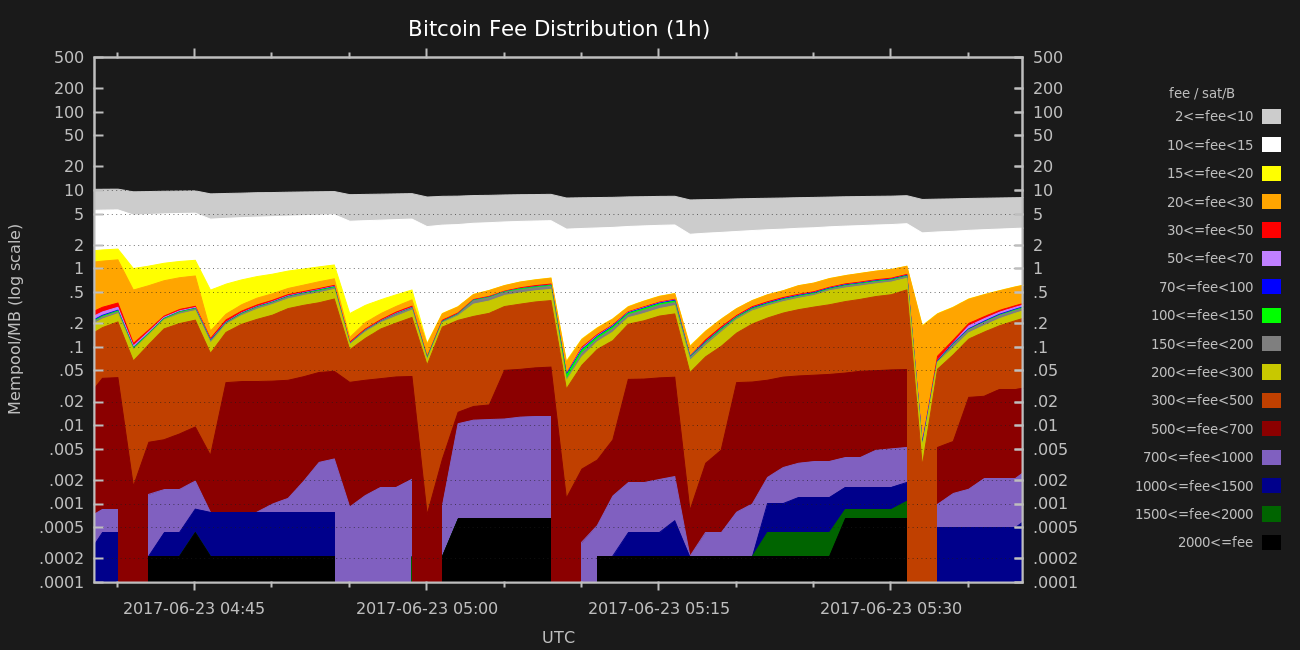 Bitcoin Fee Distribution (1h)
Mempool/MB (log scale)
500
200
100
50
20
10
5
2
1
.5
.2
.1
.05
.02
.01
.005
.002
.001
.0005
.0002
.0001
500
200
100
50
20
10
5
2
1
.5
.2
.1
.05
.02
.01
.005
.002
.001
.0005
.0002
.0001
2017-06-23 04:45
2017-06-23 05:00
2017-06-23 05:15
2017-06-23 05:30
UTC
fee / sat/B
2<=fee<10
10<=fee<15
15<=fee<20
20<=fee<30
30<=fee<50
50<=fee<70
70<=fee<100
100<=fee<150
150<=fee<200
200<=fee<300
300<=fee<500
500<=fee<700
700<=fee<1000
1000<=fee<1500
1500<=fee<2000
2000<=fee